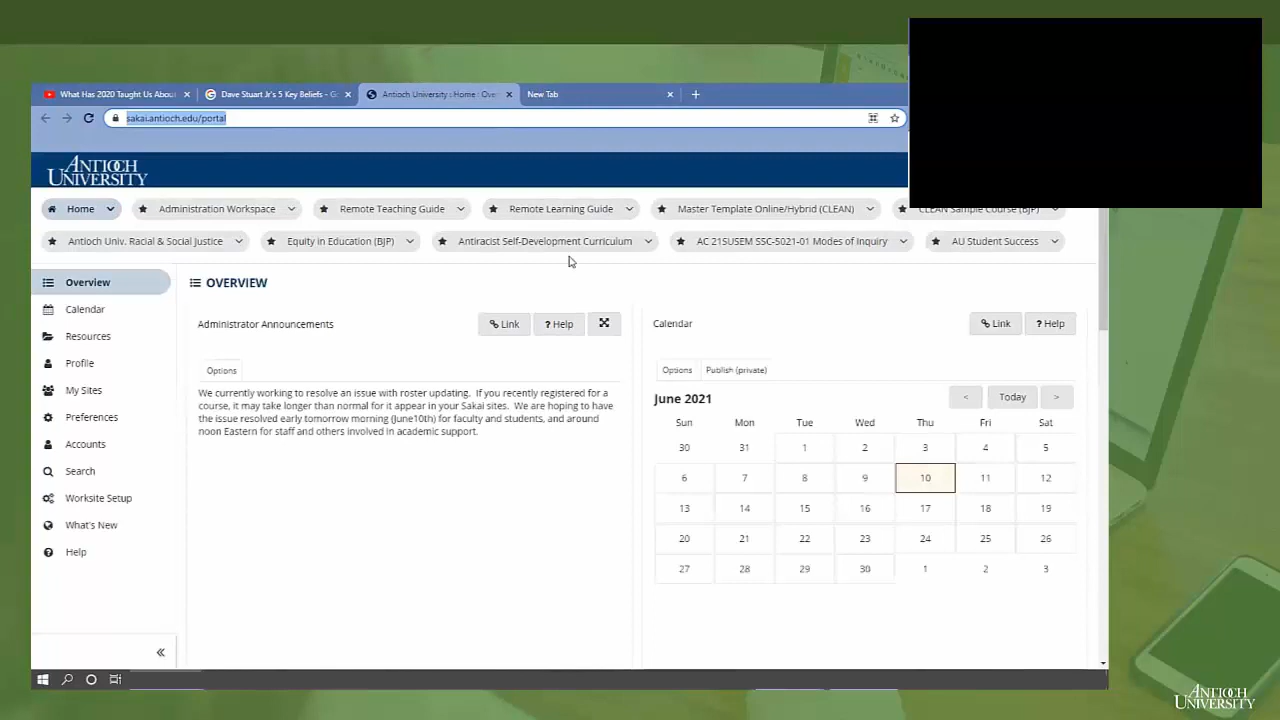 What Has 2020 Taught Us Abou
Dave Stuart Jr's 5 Key Beliefs - G
Antioch University : Home : Ove
New Tab
sakai.antioch.edu/portal
ANTIOCH
UNIVERSITY
Home
Administration Workspace
Remote Teaching Guide
Remote Learning Guide
Master Template Online/Hybrid (CLEAN)
CLEAN Sample Course (BJP)
Antioch Univ. Racial & Social Justice
Equity in Education (BJP)
Antiracist Self-Development Curriculum
AC 21SUSEM SSC-5021-01 Modes of Inquiry
AU Student Success
Overview
Calendar
Resources
Profile
My Sites
Preferences
Accounts
Search
Worksite Setup
What's New
Help
OVERVIEW
Administrator Announcements
Link
? Help
Options
We currently working to resolve an issue with roster updating. If you recently registered for a
course, it may take longer than normal for it appear in your Sakai sites. We are hoping to have
the issue resolved early tomorrow morning (June10th) for faculty and students, and around
noon Eastern for staff and others involved in academic support.
Calendar
Link
? Help
Options
Publish (private)
June 2021
< Today >
Sun Mon Tue Wed Thu Fri Sat
30 31 1 2 3 4 5
6 7 8 9 10 11 12
13 14 15 16 17 18 19
20 21 22 23 24 25 26
27 28 29 30 1 2 3
ANTIOCH
UNIVERSITY